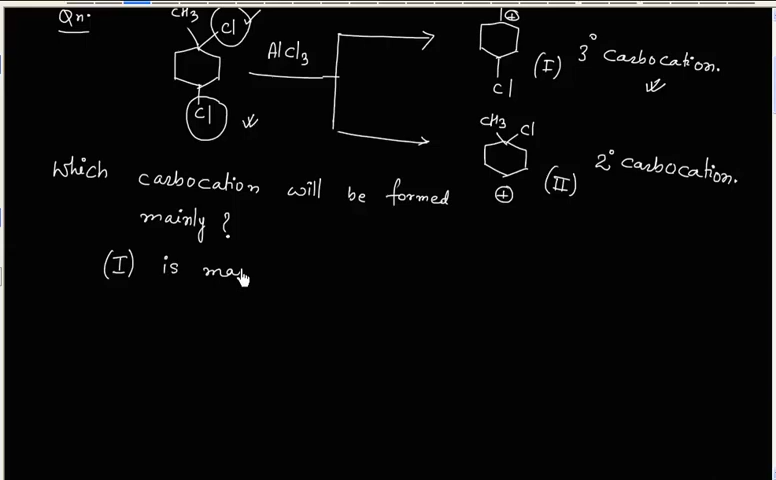 Qn:
CH3 Cl
AlCl3
Cl
⊕
Cl
(I) 3° Carbocation.
CH3 Cl
⊕
(II) 2° Carbocation.
Which carbocation will be formed
mainly?
(I) is ma